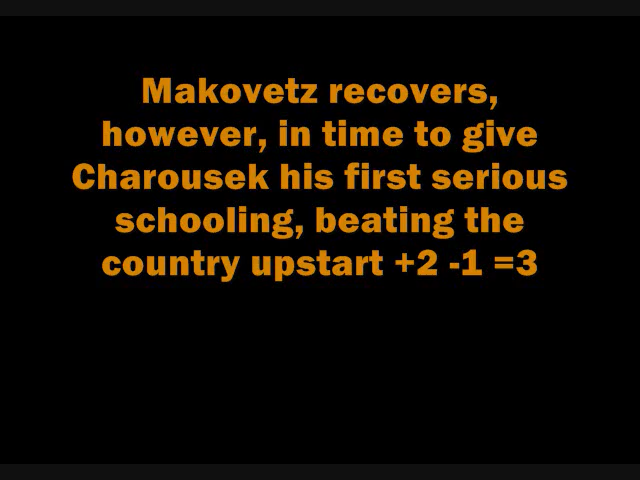 Makovetz recovers,
however, in time to give
Charousek his first serious
schooling, beating the
country upstart +2 -1 =3